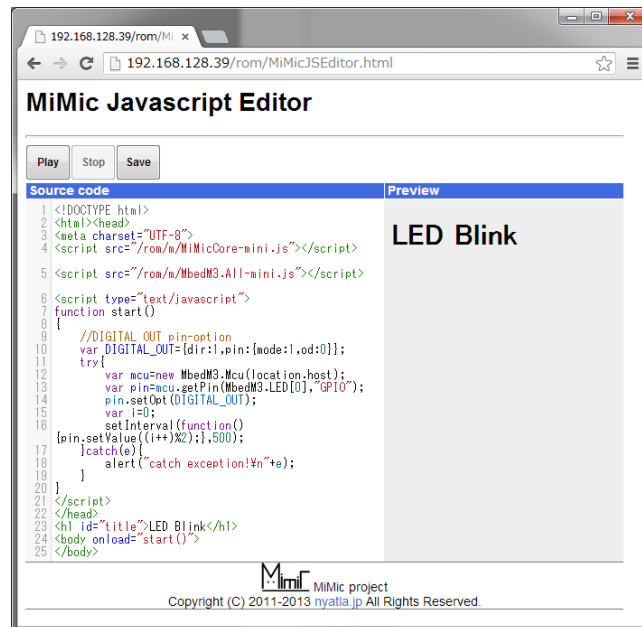 192.168.128.39/rom/Mi
192.168.128.39/rom/MiMicJSEditor.html
MiMic Javascript Editor
Play Stop Save
Source code Preview
1 <!DOCTYPE html>
2 <html><head>
3 <meta charset="UTF-8">
4 <script src="/rom/m/MiMicCore-mini.js"></script>
5 <script src="/rom/m/MbedM3.All-mini.js"></script>
6 <script type="text/javascript">
7 function start()
8 {
9 //DIGITAL OUT pin-option
10 var DIGITAL_OUT={dir:1,pin:{mode:1,od:0}};
11 try{
12 var mcu=new MbedM3.Mcu(location.host);
13 var pin=mcu.getPin(MbedM3.LED[0],"GPIO");
14 pin.setOpt(DIGITAL_OUT);
15 var i=0;
16 setInterval(function()
{pin.setValue((i++)%2);},500);
17 }catch(e){
18 alert("catch exception!¥n"+e);
19 }
20 }
21 </script>
22 </head>
23 <h1 id="title">LED Blink</h1>
24 <body onload="start()">
25 </body>
LED Blink
MiMic MiMic project
Copyright (C) 2011-2013 nyatla.jp All Rights Reserved.